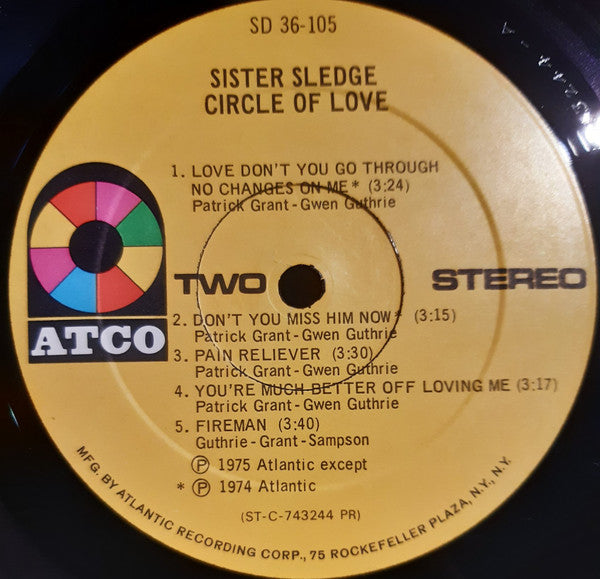 SD 36-105
SISTER SLEDGE
CIRCLE OF LOVE
1. LOVE DON'T YOU GO THROUGH
NO CHANGES ON ME* (3:24)
Patrick Grant - Gwen Guthrie
ATCO
TWO STEREO
2. DON'T YOU MISS HIM NOW* (3:15)
Patrick Grant - Gwen Guthrie
3. PAIN RELIEVER (3:30)
Patrick Grant - Gwen Guthrie
4. YOU'RE MUCH BETTER OFF LOVING ME (3:17)
Patrick Grant - Gwen Guthrie
5. FIREMAN (3:40)
Guthrie - Grant - Sampson
Ⓟ 1975 Atlantic except
* Ⓟ 1974 Atlantic
(ST-C-743244 PR)
MFG. BY ATLANTIC RECORDING CORP., 75 ROCKEFELLER PLAZA, N.Y., N.Y.